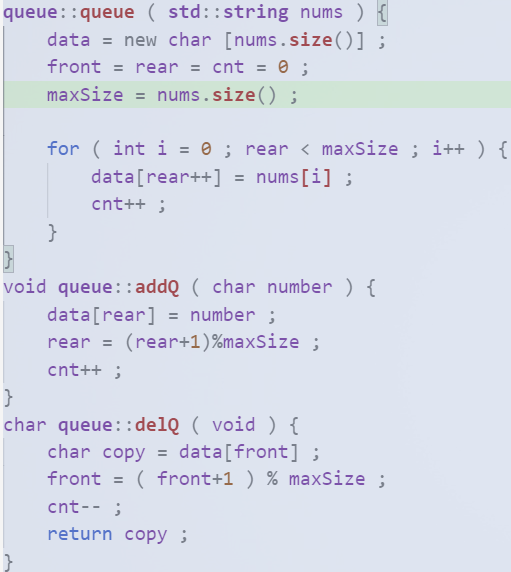 queue::queue ( std::string nums ) {
    data = new char [nums.size()] ;
    front = rear = cnt = 0 ;
    maxSize = nums.size() ;

    for ( int i = 0 ; rear < maxSize ; i++ ) {
        data[rear++] = nums[i] ;
        cnt++ ;
    }
}
void queue::addQ ( char number ) {
    data[rear] = number ;
    rear = (rear+1)%maxSize ;
    cnt++ ;
}
char queue::delQ ( void ) {
    char copy = data[front] ;
    front = ( front+1 ) % maxSize ;
    cnt-- ;
    return copy ;
}